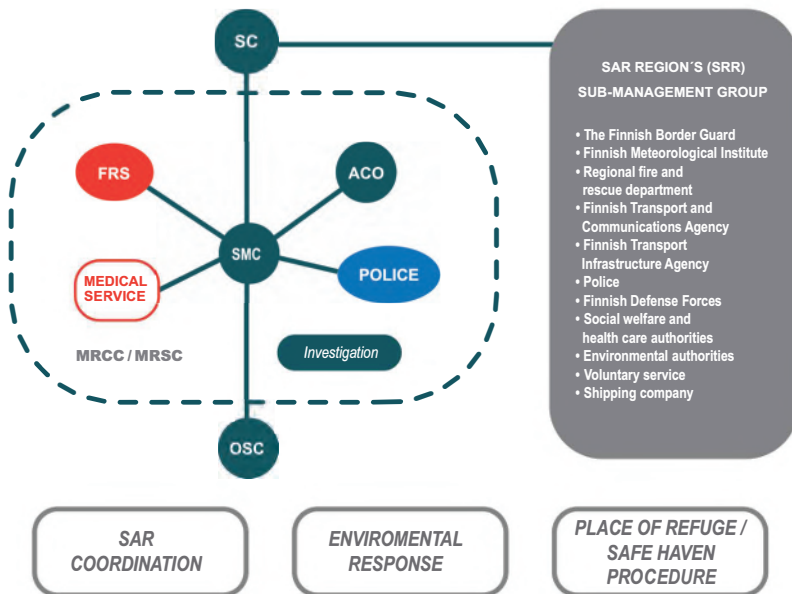 SC
SAR REGION´S (SRR)
SUB-MANAGEMENT GROUP
• The Finnish Border Guard
• Finnish Meteorological Institute
• Regional fire and
rescue department
• Finnish Transport and
Communications Agency
• Finnish Transport
Infrastructure Agency
• Police
• Finnish Defense Forces
• Social welfare and
health care authorities
• Environmental authorities
• Voluntary service
• Shipping company
FRS
ACO
SMC
MEDICAL
SERVICE
POLICE
MRCC / MRSC
Investigation
OSC
SAR
COORDINATION
ENVIROMENTAL
RESPONSE
PLACE OF REFUGE /
SAFE HAVEN
PROCEDURE